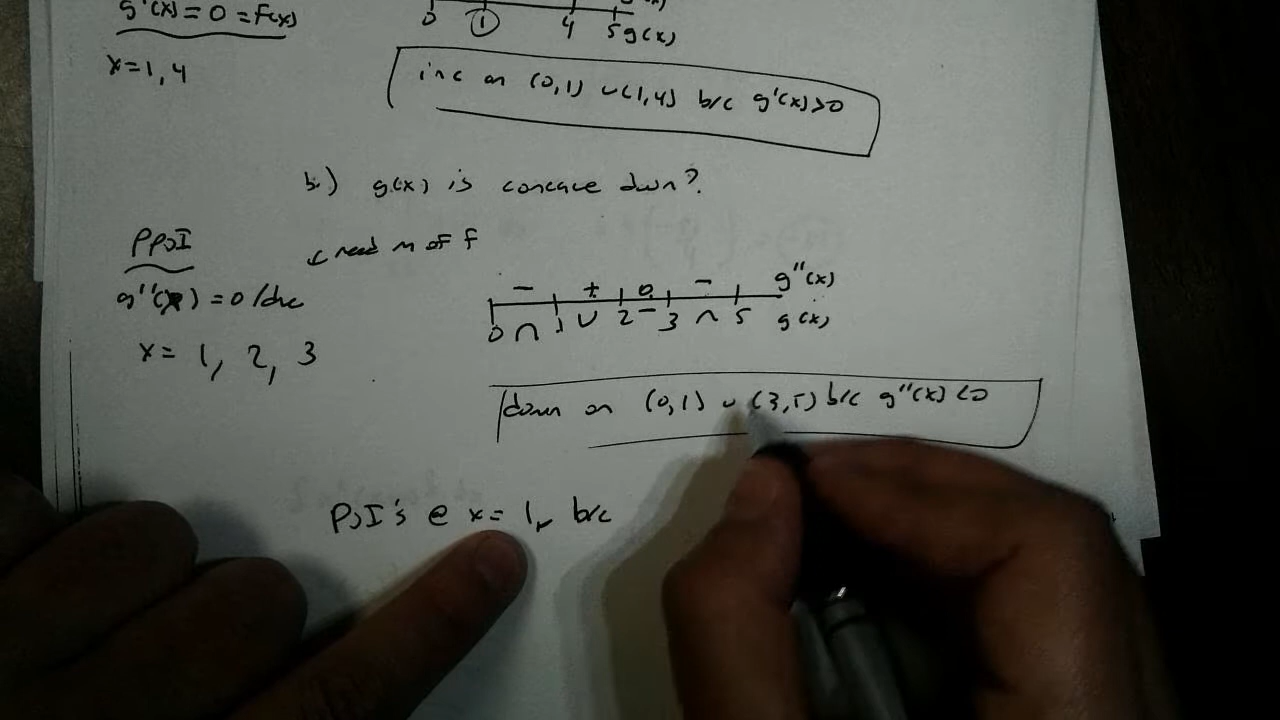 g'(x) = 0 = f(x)
0 1 4 5 g(x)
x = 1, 4
inc on (0,1) ∪ (1,4) b/c g'(x)>0
b.) g(x) is concave down?
PPOI
↙ need m of f
g''(x) = 0/dne
- + 0 - g''(x)
0 ∩ 1 ∪ 2 - 3 ∩ 5 g(x)
x = 1, 2, 3
down on (0,1) ∪ (3,5) b/c g''(x) <0
POI's @ x = 1, b/c